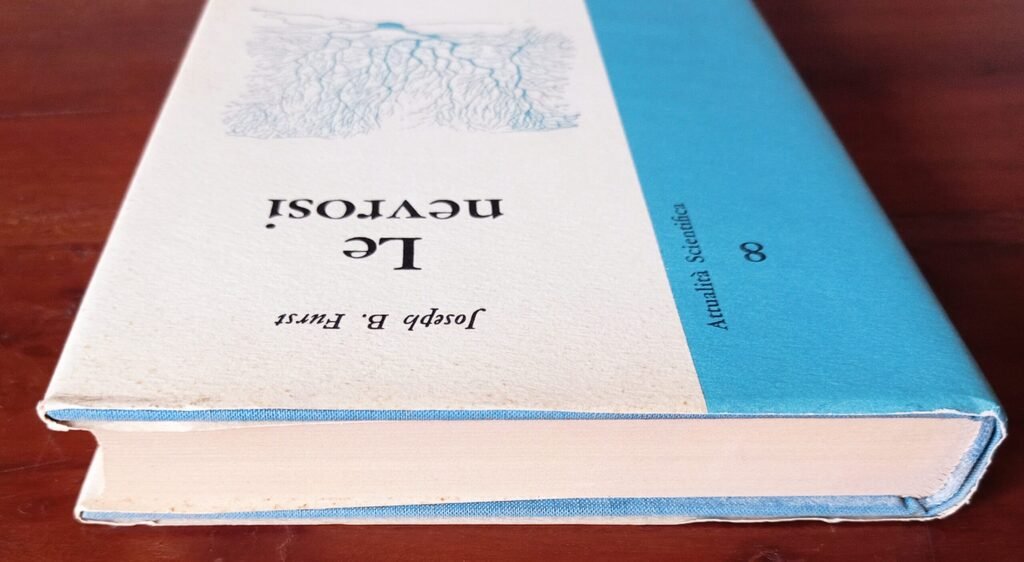 Joseph B. Furst
Le
nevrosi
Attualità Scientifica
8